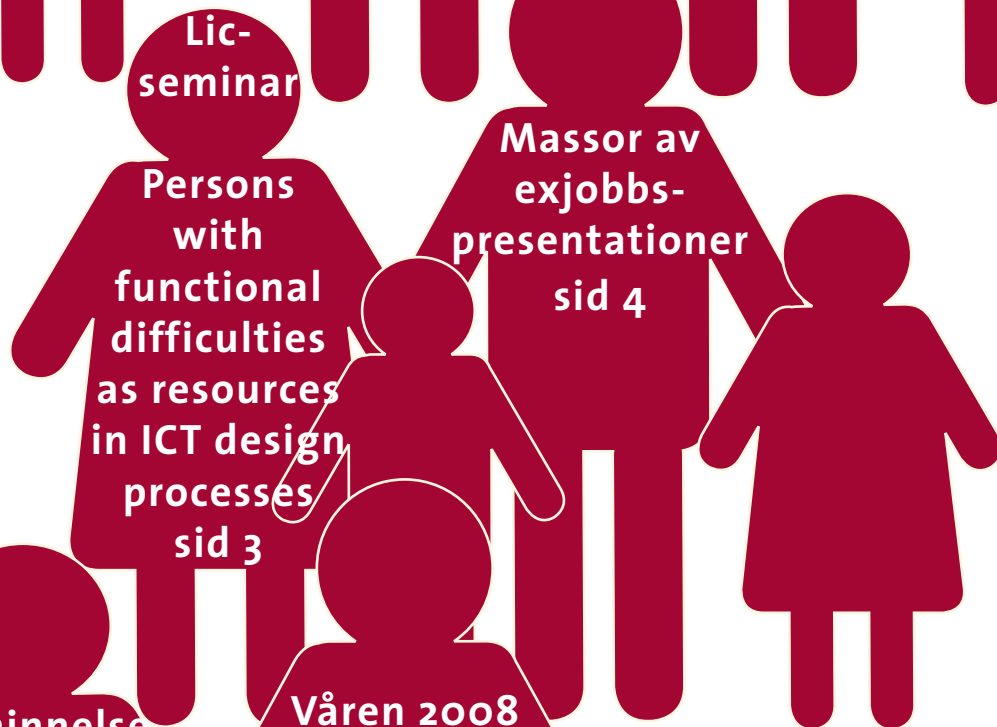 Lic-
seminar
Persons
with
functional
difficulties
as resources
in ICT design
processes
sid 3
Massor av
exjobbs-
presentationer
sid 4
Våren 2008